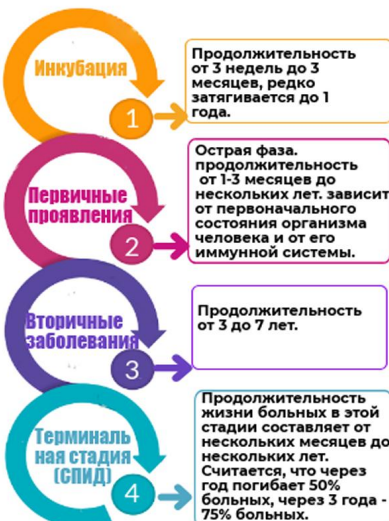 Инкубация
1
Продолжительность
от 3 недель до 3
месяцев, редко
затягивается до 1
года.
Первичные
проявления
2
Острая фаза.
продолжительность
от 1-3 месяцев до
нескольких лет. зависит
от первоначального
состояния организма
человека и от его
иммунной системы.
Вторичные
заболевания
3
Продолжительность
от 3 до 7 лет.
Терминаль
ная стадия
(СПИД)
4
Продолжительность
жизни больных в этой
стадии составляет от
нескольких месяцев до
нескольких лет.
Считается, что через
год погибает 50%
больных, через 3 года -
75% больных.